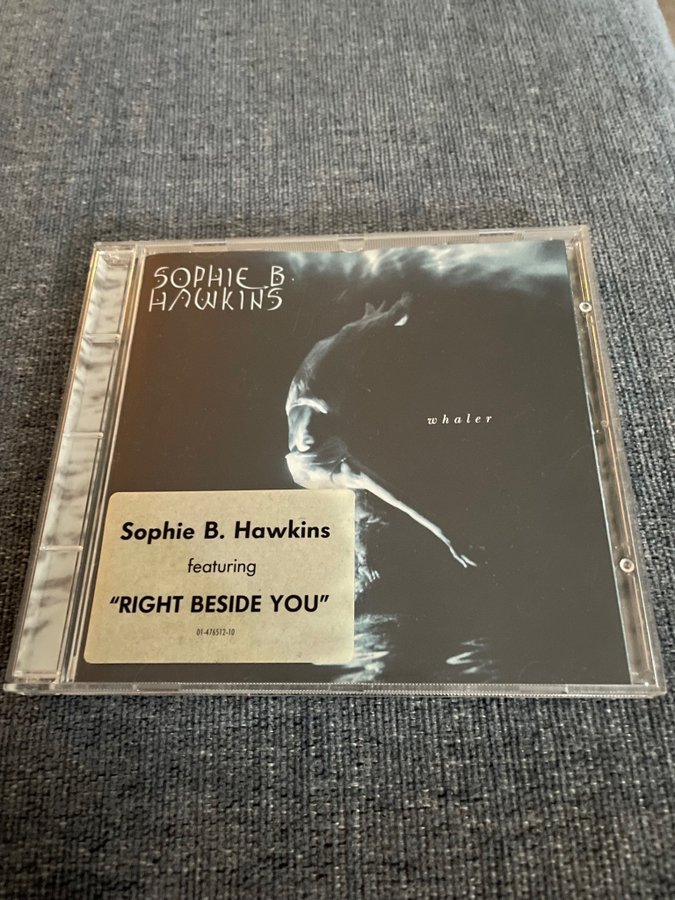 SOPHIE B
HAWKINS
whaler
Sophie B. Hawkins
featuring
“RIGHT BESIDE YOU”
01-476512-10